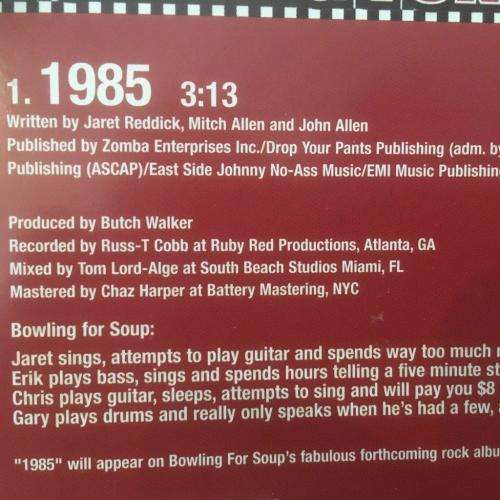 1. 1985 3:13
Written by Jaret Reddick, Mitch Allen and John Allen
Published by Zomba Enterprises Inc./Drop Your Pants Publishing (adm. by
Publishing (ASCAP)/East Side Johnny No-Ass Music/EMI Music Publishin
Produced by Butch Walker
Recorded by Russ-T Cobb at Ruby Red Productions, Atlanta, GA
Mixed by Tom Lord-Alge at South Beach Studios Miami, FL
Mastered by Chaz Harper at Battery Mastering, NYC
Bowling for Soup:
Jaret sings, attempts to play guitar and spends way too much
Erik plays bass, sings and spends hours telling a five minute st
Chris plays guitar, sleeps, attempts to sing and will pay you $8
Gary plays drums and really only speaks when he's had a few,
"1985" will appear on Bowling For Soup's fabulous forthcoming rock albu